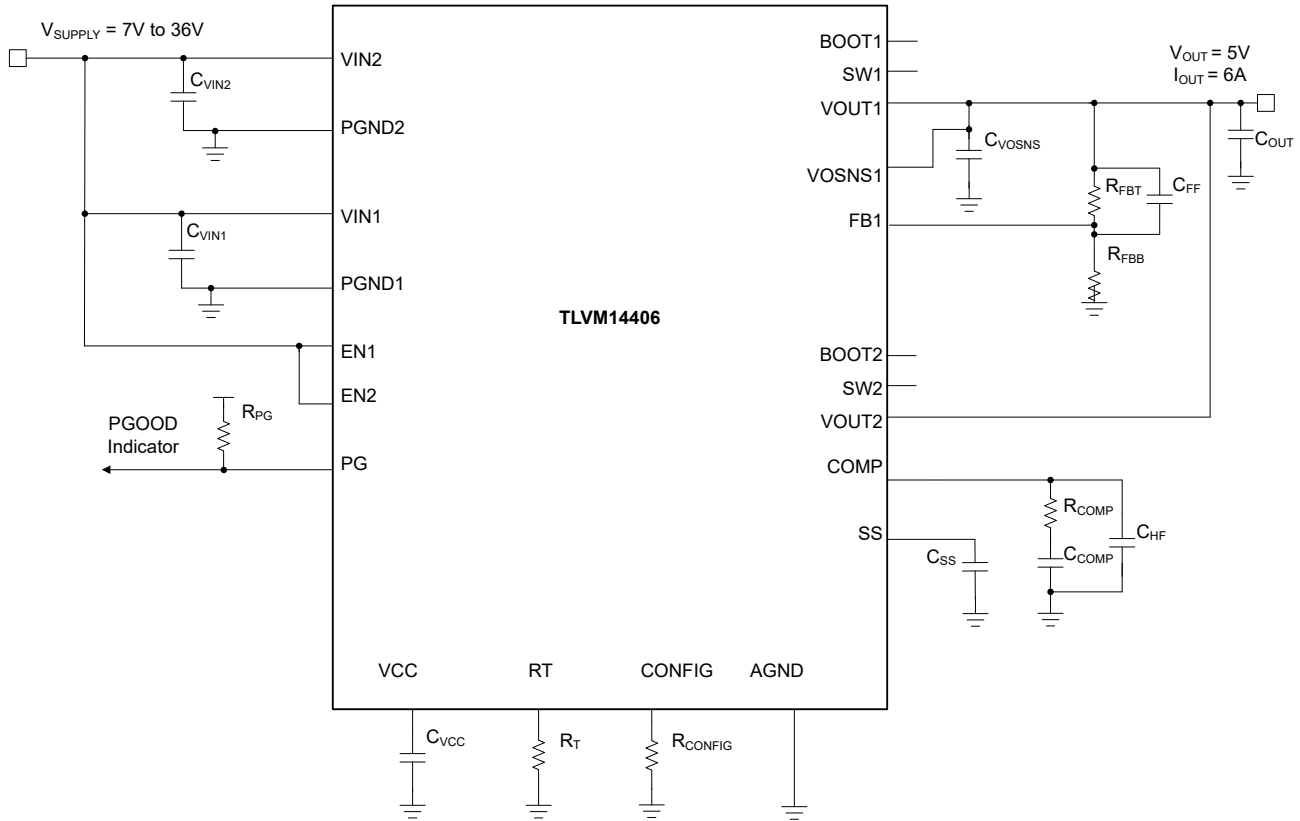 V_SUPPLY = 7V to 36V
VIN2
C_VIN2
PGND2
VIN1
C_VIN1
PGND1
EN1
EN2
R_PG
PGOOD
Indicator
PG
TLVM14406
BOOT1
SW1
VOUT1
V_OUT = 5V
I_OUT = 6A
C_OUT
C_VOSNS
VOSNS1
R_FBT
C_FF
FB1
R_FBB
BOOT2
SW2
VOUT2
COMP
R_COMP
C_HF
C_COMP
SS
C_SS
VCC
RT
CONFIG
AGND
C_VCC
R_T
R_CONFIG